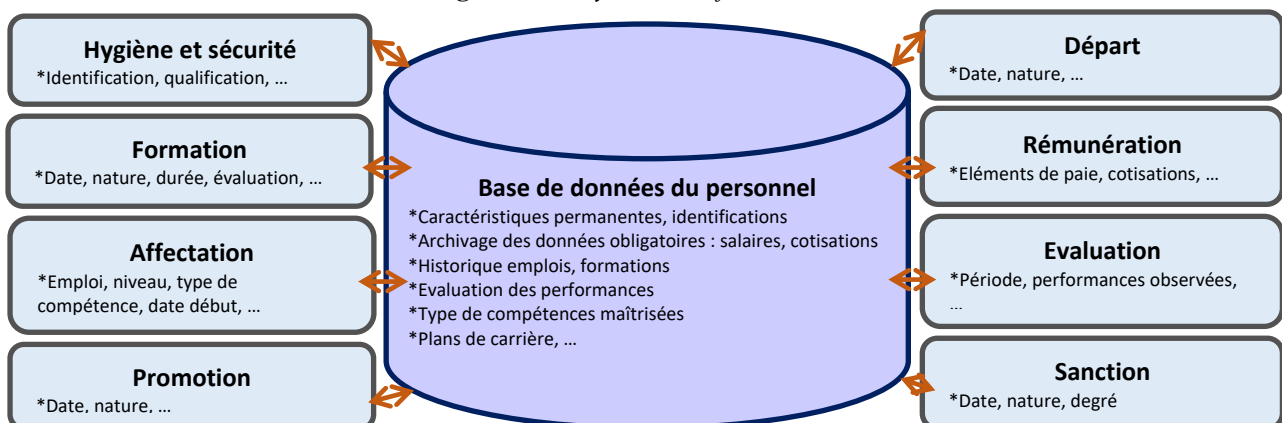 Hygiène et sécurité
*Identification, qualification, ...
Formation
*Date, nature, durée, évaluation, ...
Affectation
*Emploi, niveau, type de
compétence, date début, ...
Promotion
*Date, nature, ...
Base de données du personnel
*Caractéristiques permanentes, identifications
*Archivage des données obligatoires : salaires, cotisations
*Historique emplois, formations
*Evaluation des performances
*Type de compétences maîtrisées
*Plans de carrière, ...
Départ
*Date, nature, ...
Rémunération
*Eléments de paie, cotisations, ...
Evaluation
*Période, performances observées,
...
Sanction
*Date, nature, degré